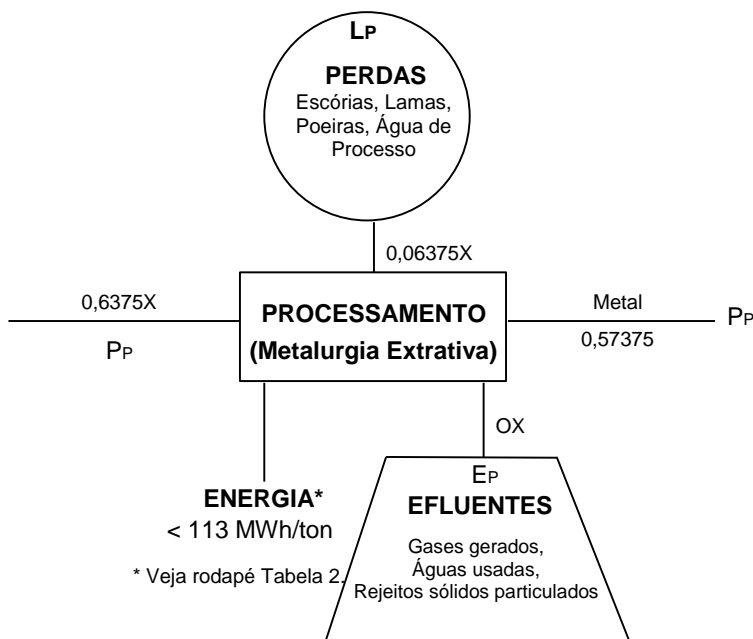 LP
PERDAS
Escórias, Lamas,
Poeiras, Água de
Processo
0,06375X
0,6375X
PP
PROCESSAMENTO
(Metalurgia Extrativa)
Metal
0,57375
PP
OX
ENERGIA*
< 113 MWh/ton
* Veja rodapé Tabela 2.
EP
EFLUENTES
Gases gerados,
Águas usadas,
Rejeitos sólidos particulados